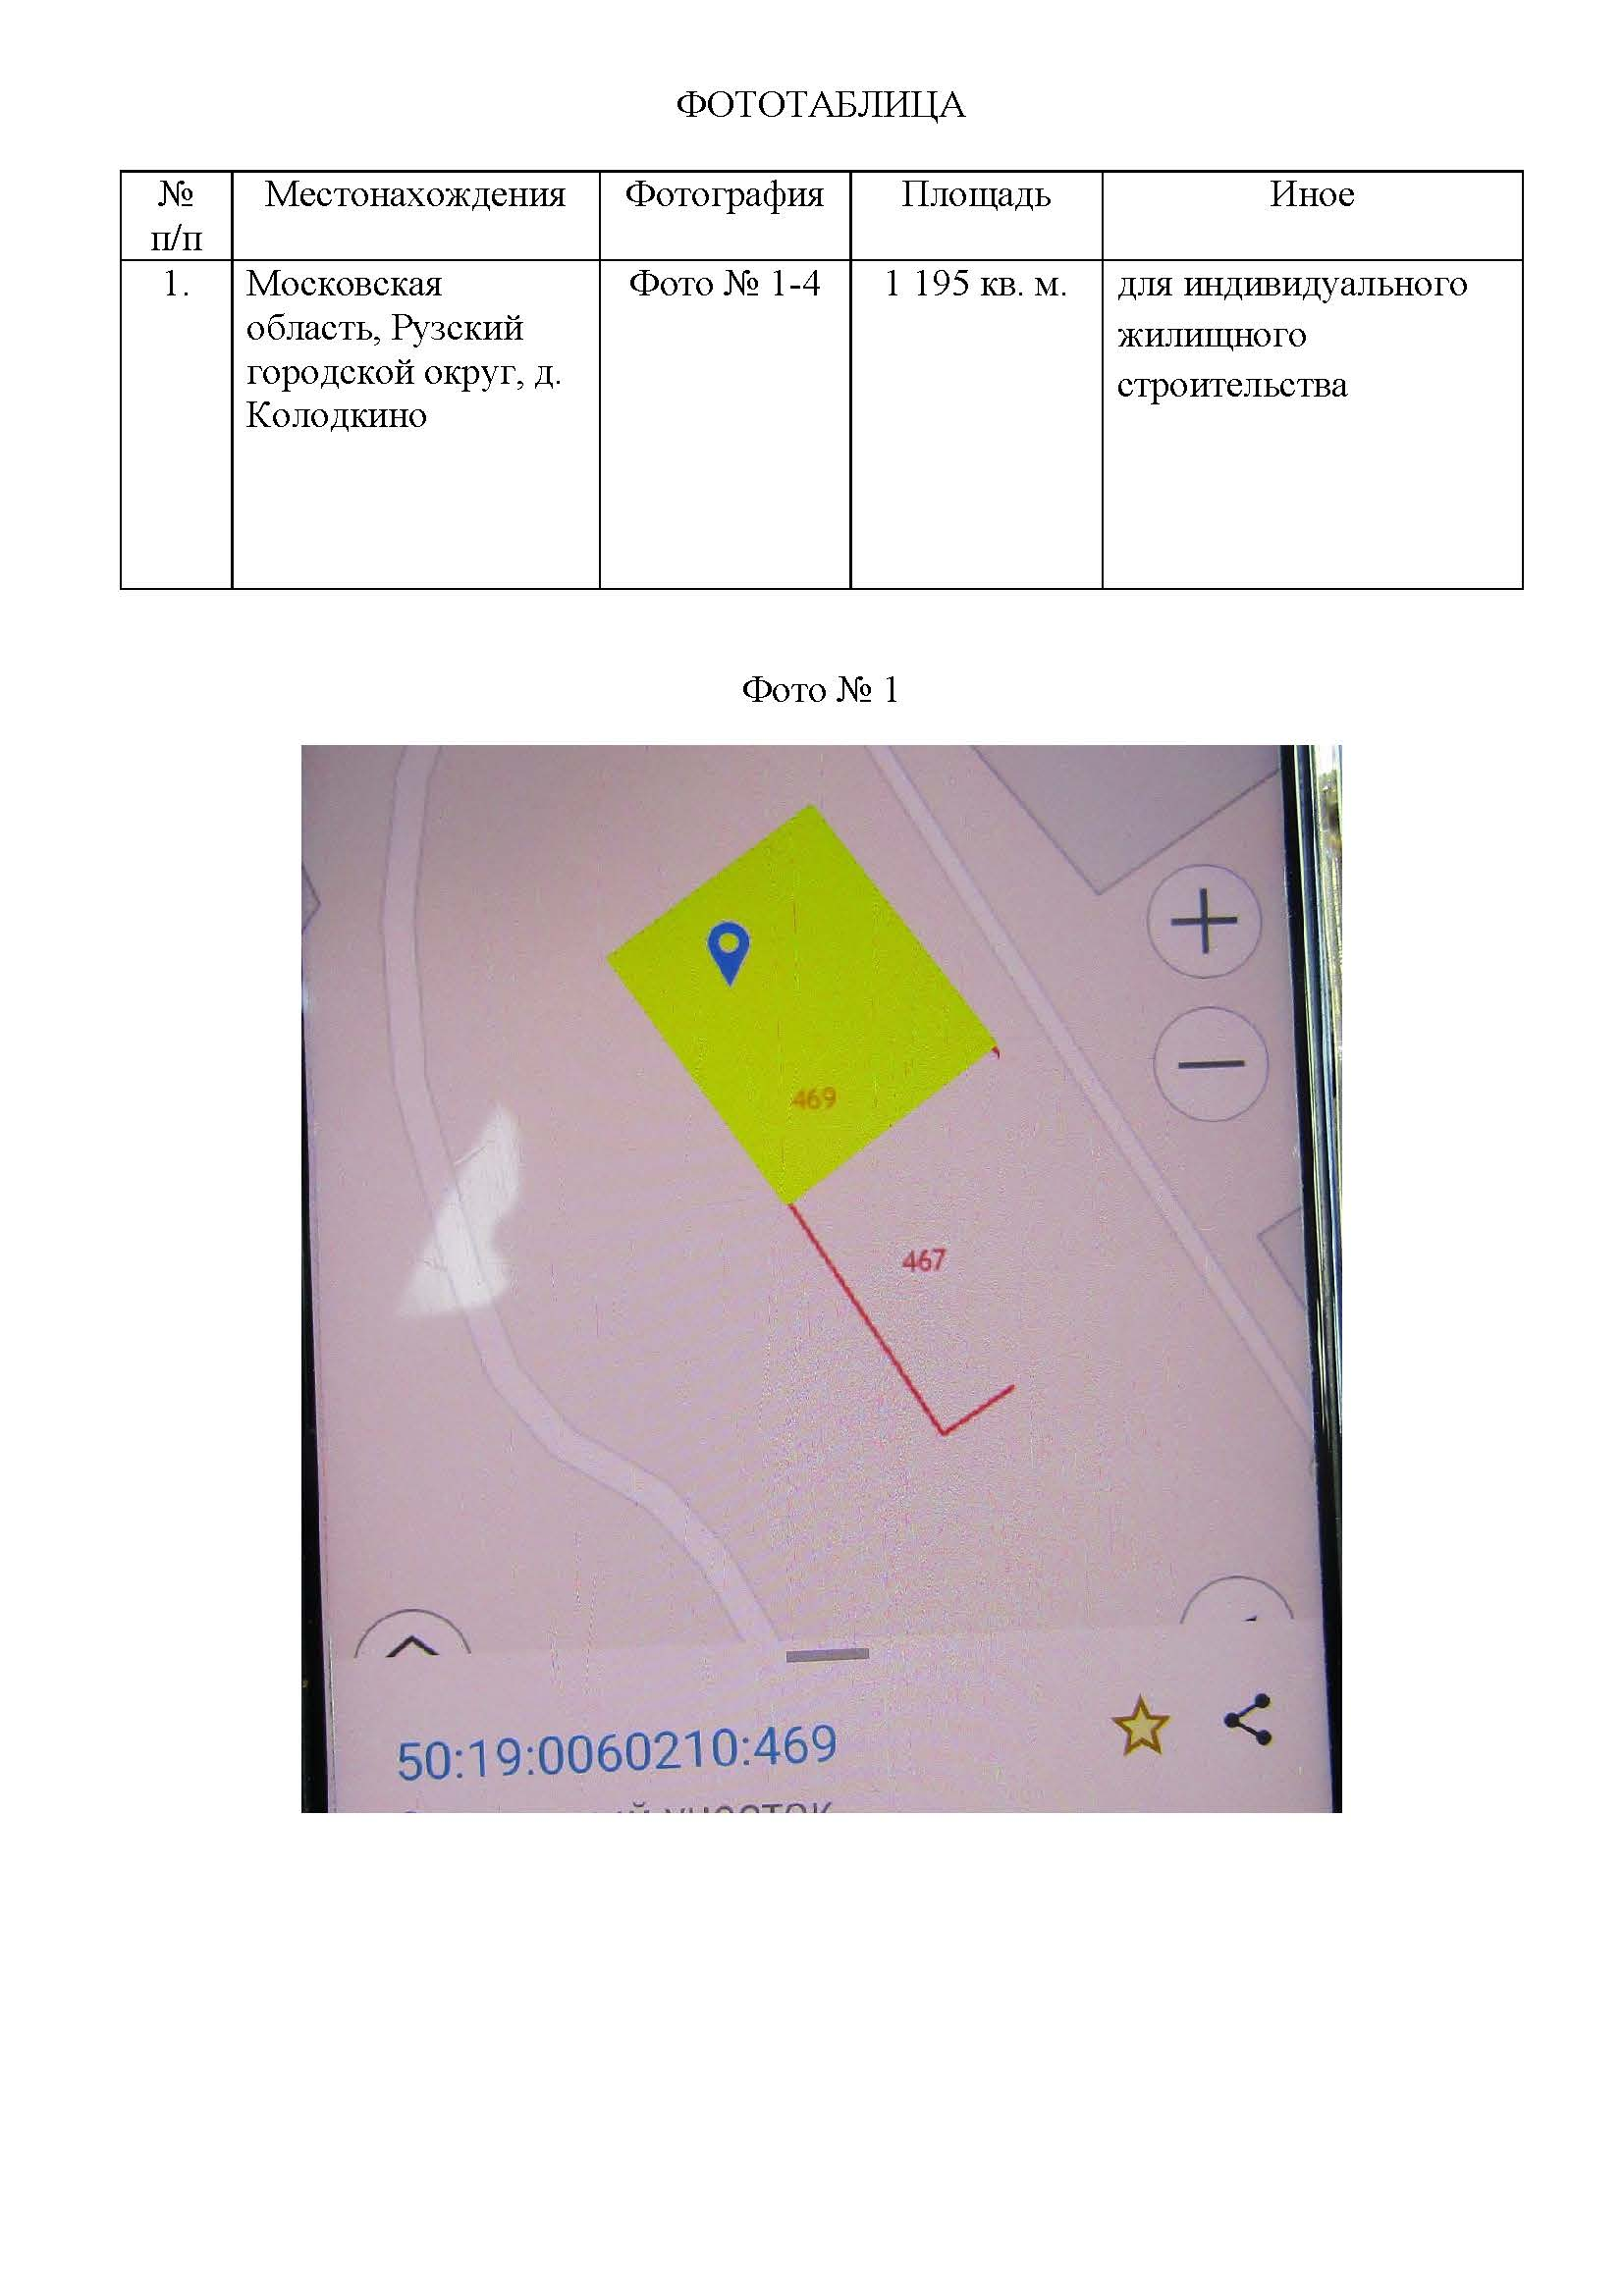 ФОТОТАБЛИЦА
№
п/п
Местонахождения
Фотография
Площадь
Иное
1.
Московская
область, Рузский
городской округ, д.
Колодкино
Фото № 1-4
1 195 кв. м.
для индивидуального
жилищного
строительства
Фото № 1
469
467
50:19:0060210:469
участок